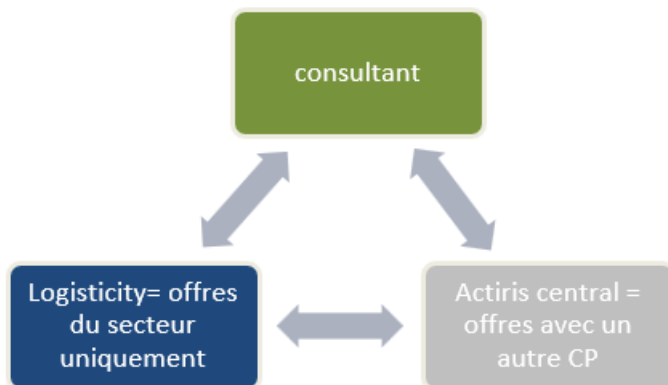 consultant
Logisticity= offres
du secteur
uniquement
Actiris central =
offres avec un
autre CP